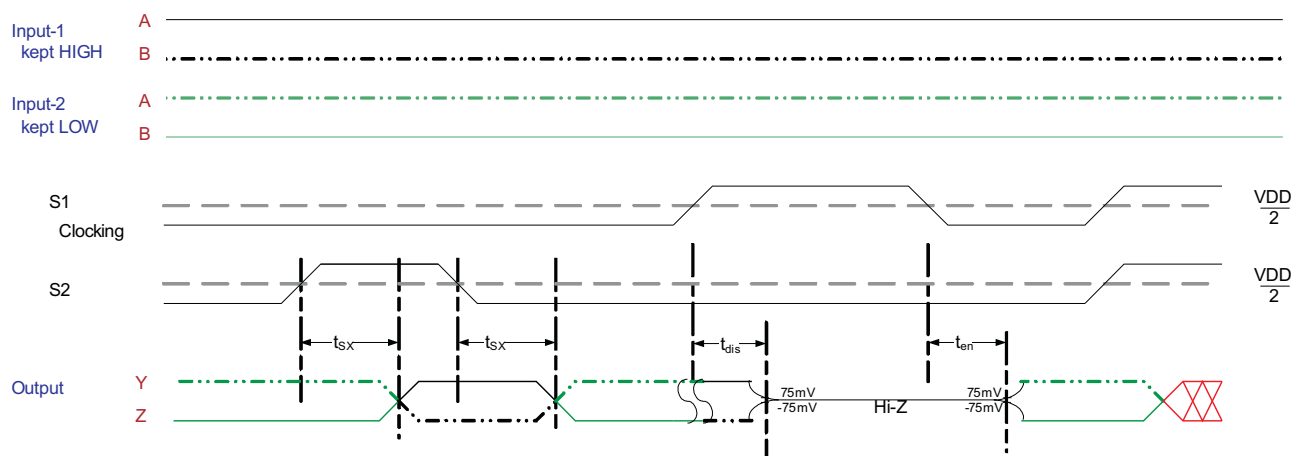 Input-1 A
kept HIGH B
Input-2 A
kept LOW B
S1 VDD
2
Clocking
S2 VDD
2
tSX tSX tdis ten
Output Y 75mV Hi-Z 75mV
Z -75mV -75mV